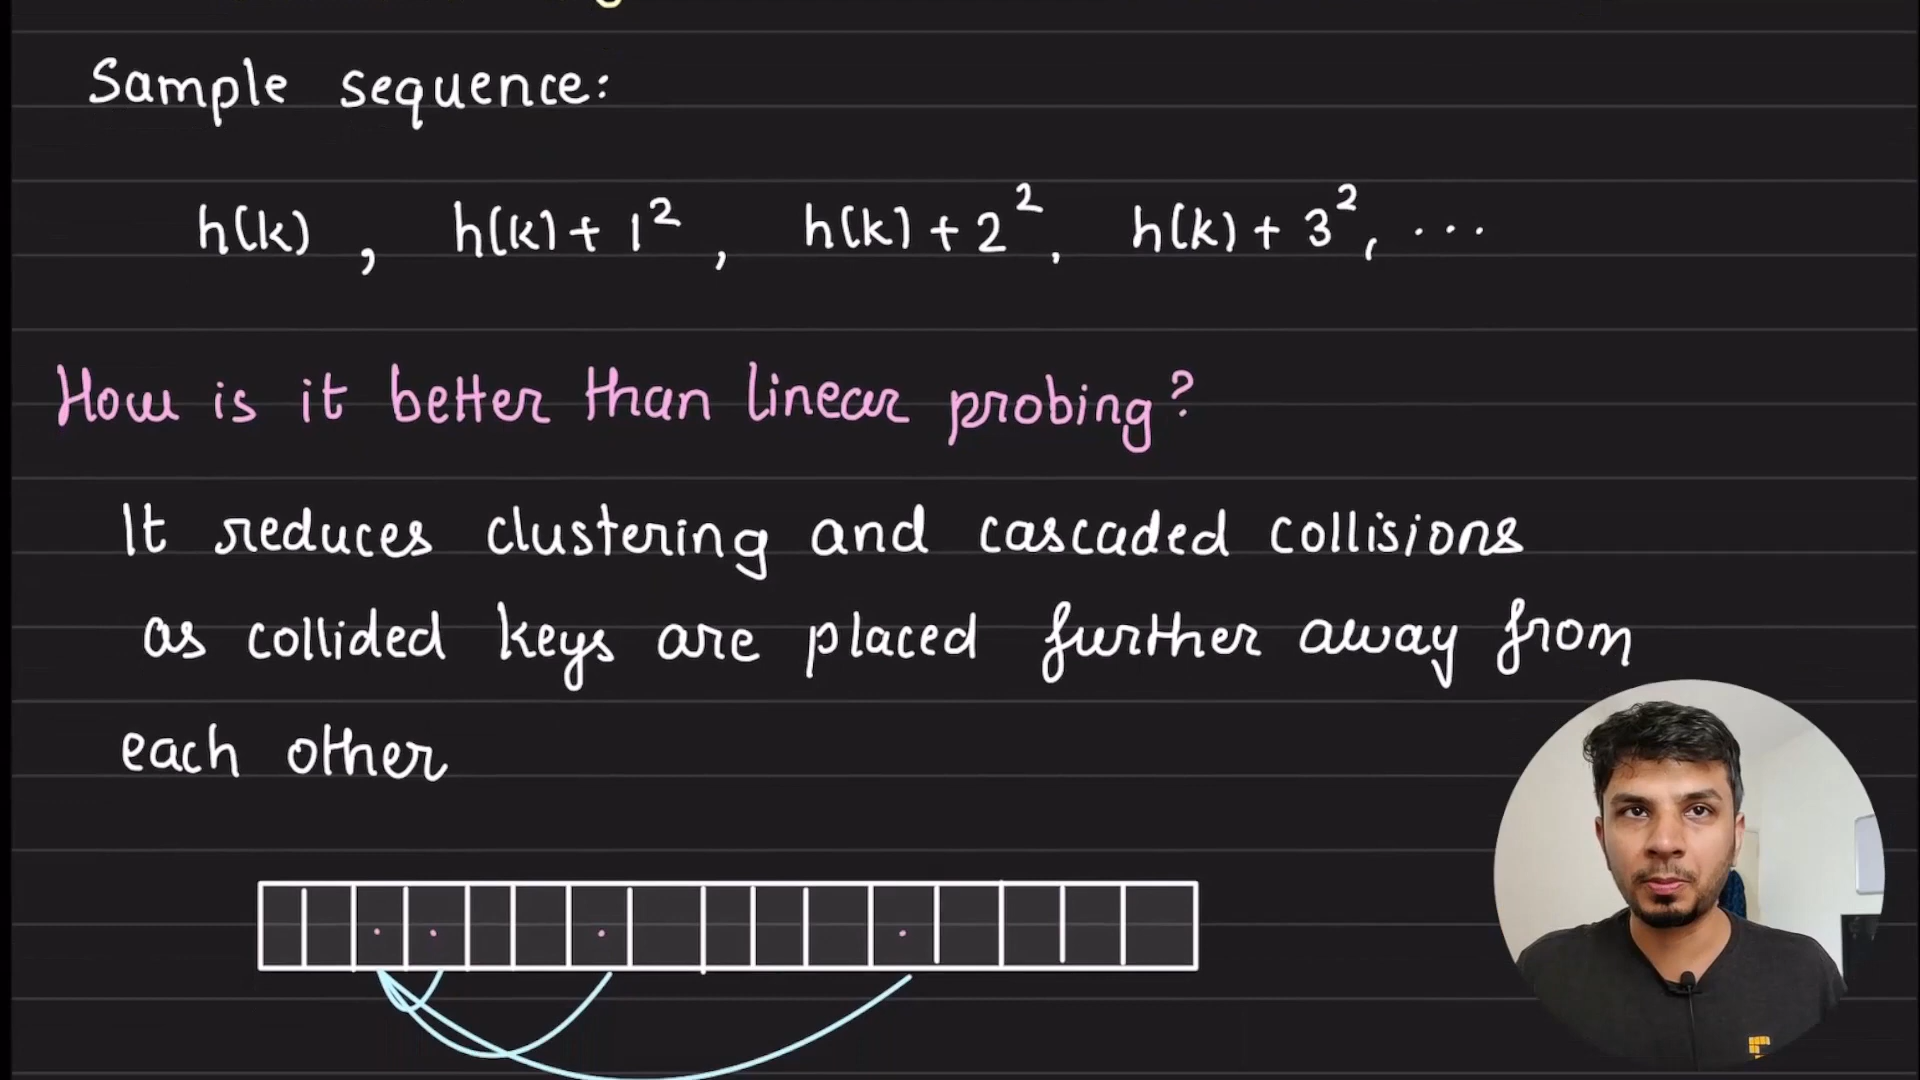 Sample sequence:
h(k) , h(k) + 1², h(k) + 2², h(k) + 3², ...
How is it better than linear probing?
It reduces clustering and cascaded collisions
as collided keys are placed further away from
each other